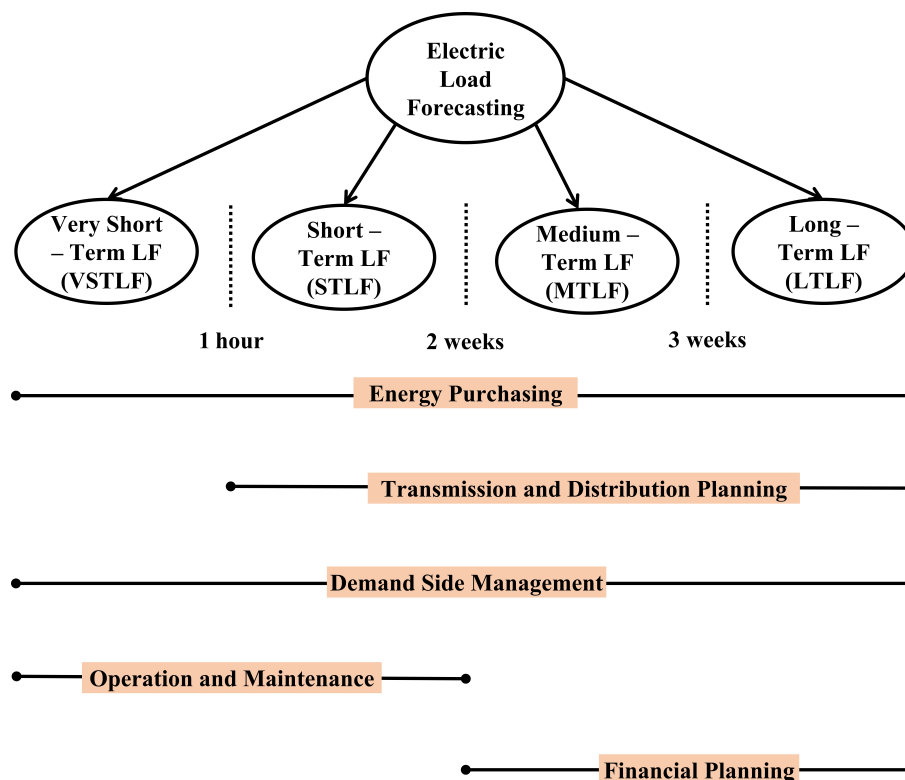 Electric
Load
Forecasting
Very Short
– Term LF
(VSTLF)
Short –
Term LF
(STLF)
Medium –
Term LF
(MTLF)
Long –
Term LF
(LTLF)
1 hour
2 weeks
3 weeks
Energy Purchasing
Transmission and Distribution Planning
Demand Side Management
Operation and Maintenance
Financial Planning